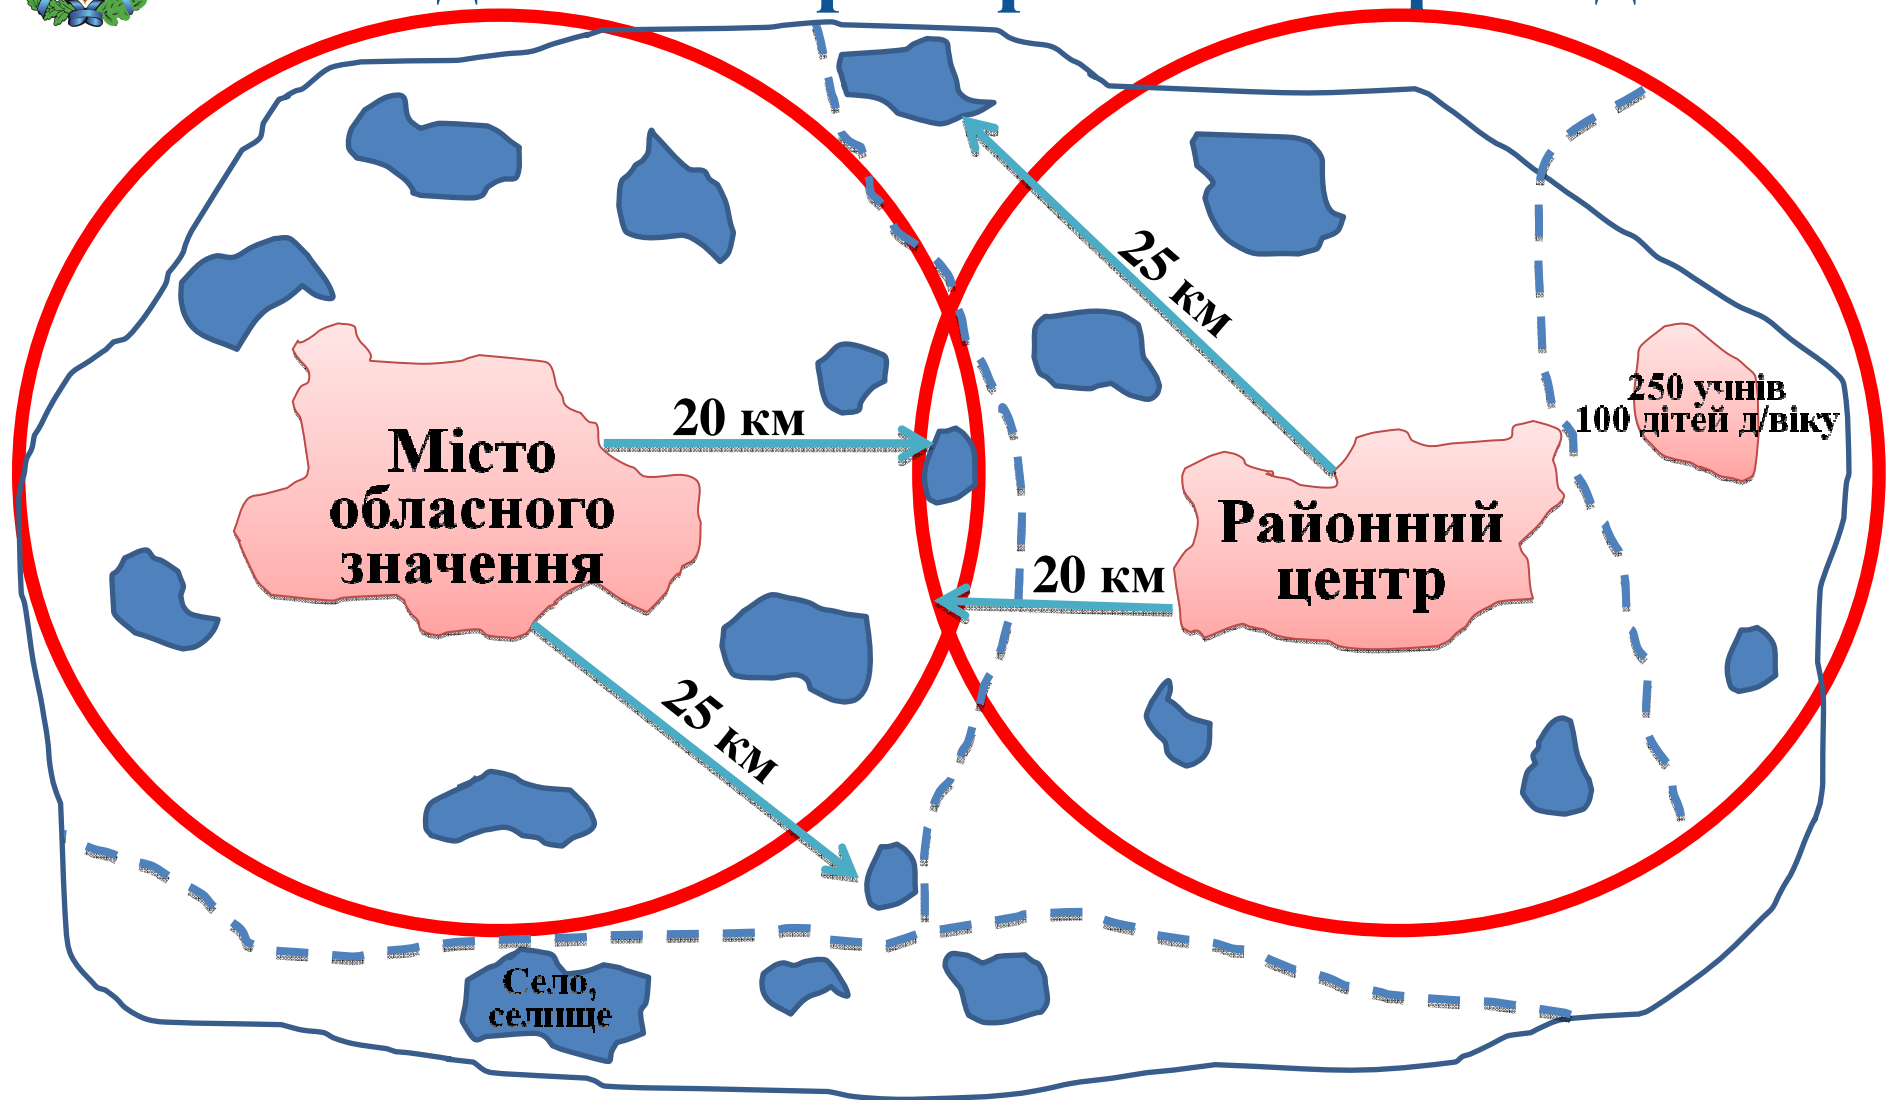 25 км
250 учнів
100 дітей д/віку
20 км
Місто
обласного
значення
Районний
центр
20 км
25 км
Село,
селище